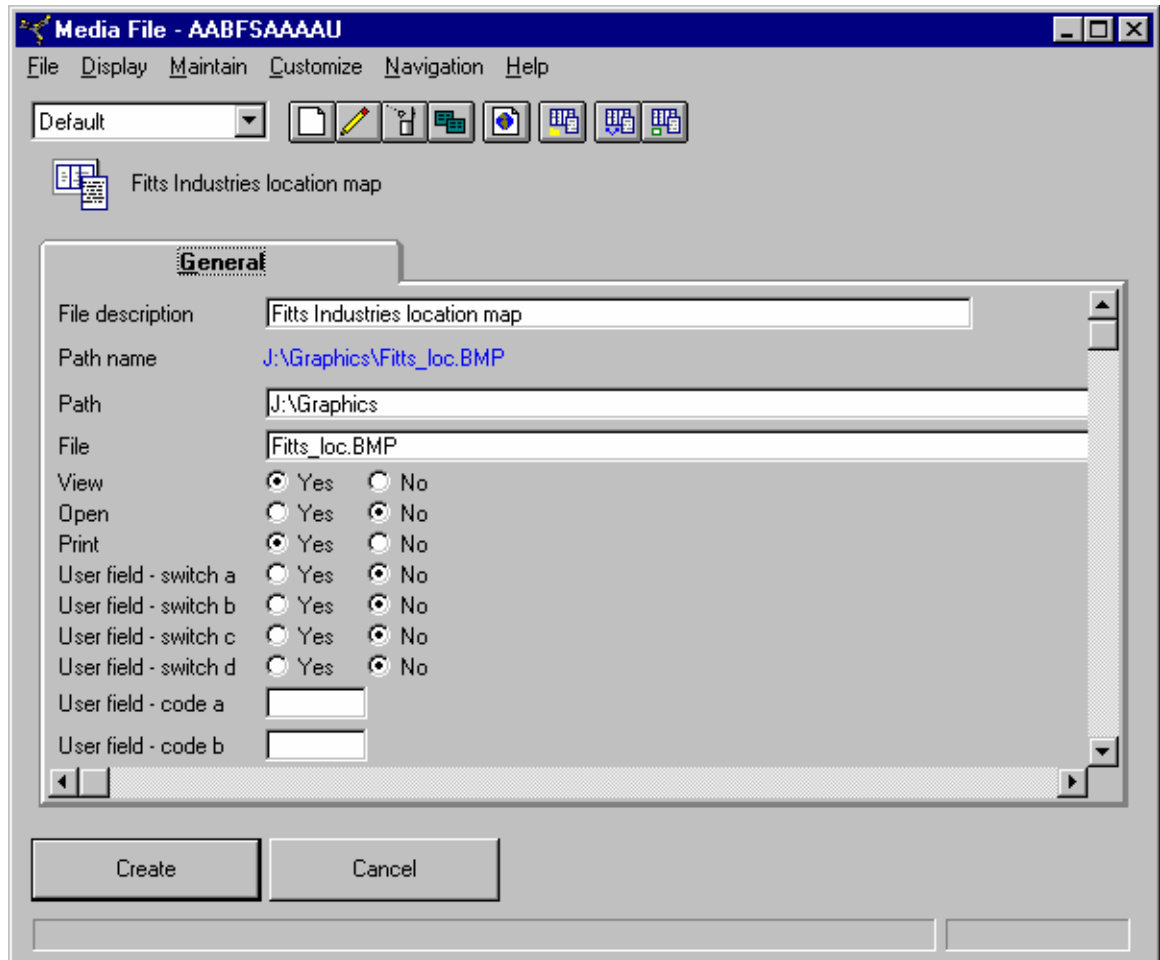 Media File - AABFSAAAAU
File Display Maintain Customize Navigation Help
Default
Fitts Industries location map
General
File description Fitts Industries location map
Path name J:\Graphics\Fitts_loc.BMP
Path J:\Graphics
File Fitts_loc.BMP
View Yes No
Open Yes No
Print Yes No
User field - switch a Yes No
User field - switch b Yes No
User field - switch c Yes No
User field - switch d Yes No
User field - code a
User field - code b
Create Cancel